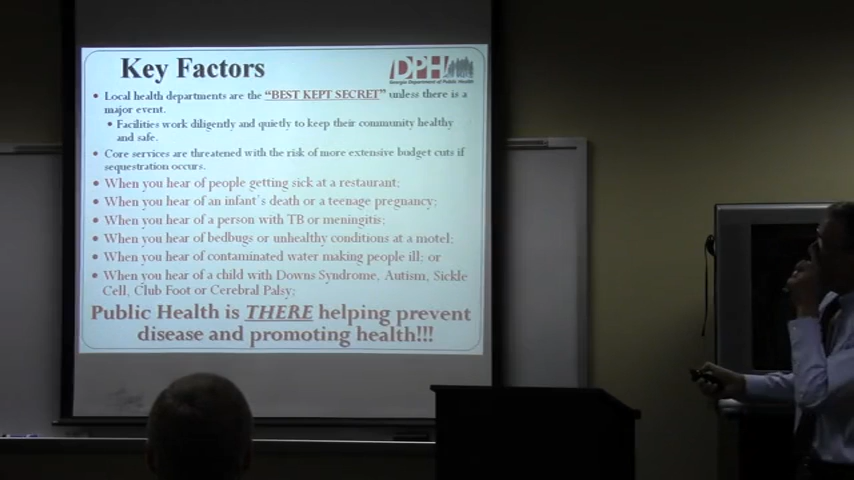 Key Factors
DPH
Georgia Department of Public Health
• Local health departments are the "BEST KEPT SECRET" unless there is a
major event.
• Facilities work diligently and quietly to keep their community healthy
and safe.
• Core services are threatened with the risk of more extensive budget cuts if
sequestration occurs.
• When you hear of people getting sick at a restaurant;
• When you hear of an infant's death or a teenage pregnancy;
• When you hear of a person with TB or meningitis;
• When you hear of bedbugs or unhealthy conditions at a motel;
• When you hear of contaminated water making people ill; or
• When you hear of a child with Downs Syndrome, Autism, Sickle
Cell, Club Foot or Cerebral Palsy;
Public Health is THERE helping prevent
disease and promoting health!!!